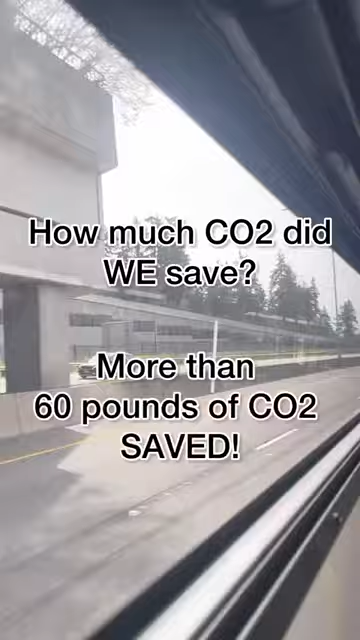 How much CO2 did
WE save?
More than
60 pounds of CO2
SAVED!